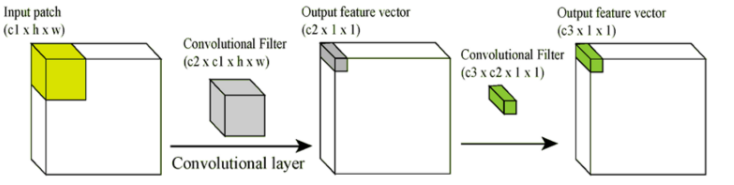 Input patch
(c1 x h x w)
Convolutional Filter
(c2 x c1 x h x w)
Convolutional layer
Output feature vector
(c2 x 1 x 1)
Convolutional Filter
(c3 x c2 x 1 x 1)
Output feature vector
(c3 x 1 x 1)